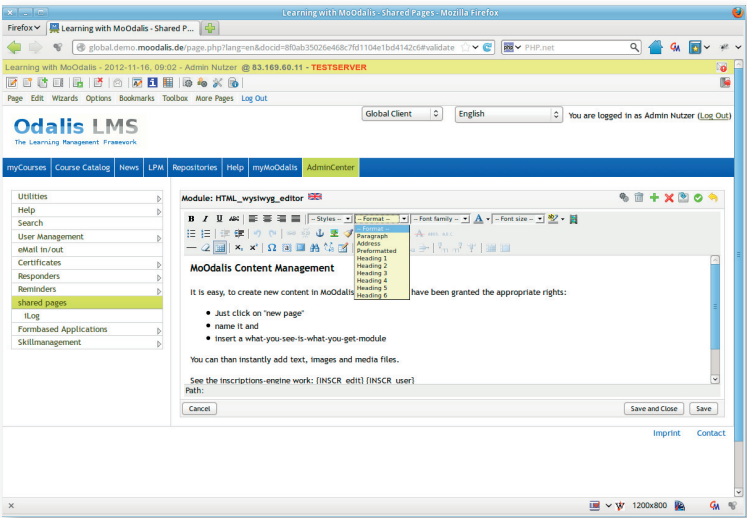 Learning with MoOdalis - Shared Pages - Mozilla Firefox
Firefox
Learning with MoOdalis - Shared P...
global.demo.moodalis.de/page.php?lang=en&docid=8f0ab35026e468c7fd1104e1bd4142c6#validate
PHP.net
Learning with MoOdalis - 2012-11-16, 09:02 - Admin Nutzer @ 83.169.60.11 - TESTSERVER
Page Edit Wizards Options Bookmarks Toolbox More Pages Log Out
Global Client English You are logged in as Admin Nutzer (Log Out)
Odalis LMS
The Learning Management Framework
myCourses Course Catalog News LPM Repositories Help myMoOdalis AdminCenter
Utilities
Help
Search
User Management
eMail in/out
Certificates
Responders
Reminders
shared pages
iLog
Formbased Applications
Skillmanagement
Module: HTML_wysiwyg_editor
B I U ABC -- Styles -- -- Format -- -- Font family -- A -- Font size --
-- Format --
Paragraph
Address
Preformatted
Heading 1
Heading 2
Heading 3
Heading 4
Heading 5
Heading 6
MoOdalis Content Management
It is easy, to create new content in MoOdalis have been granted the appropriate rights:
Just click on "new page"
name it and
insert a what-you-see-is-what-you-get-module
You can than instantly add text, images and media files.
See the inscriptions-engine work: [INSCR_edit] [INSCR_user]
Path:
Cancel Save and Close Save
Imprint Contact
1200x800